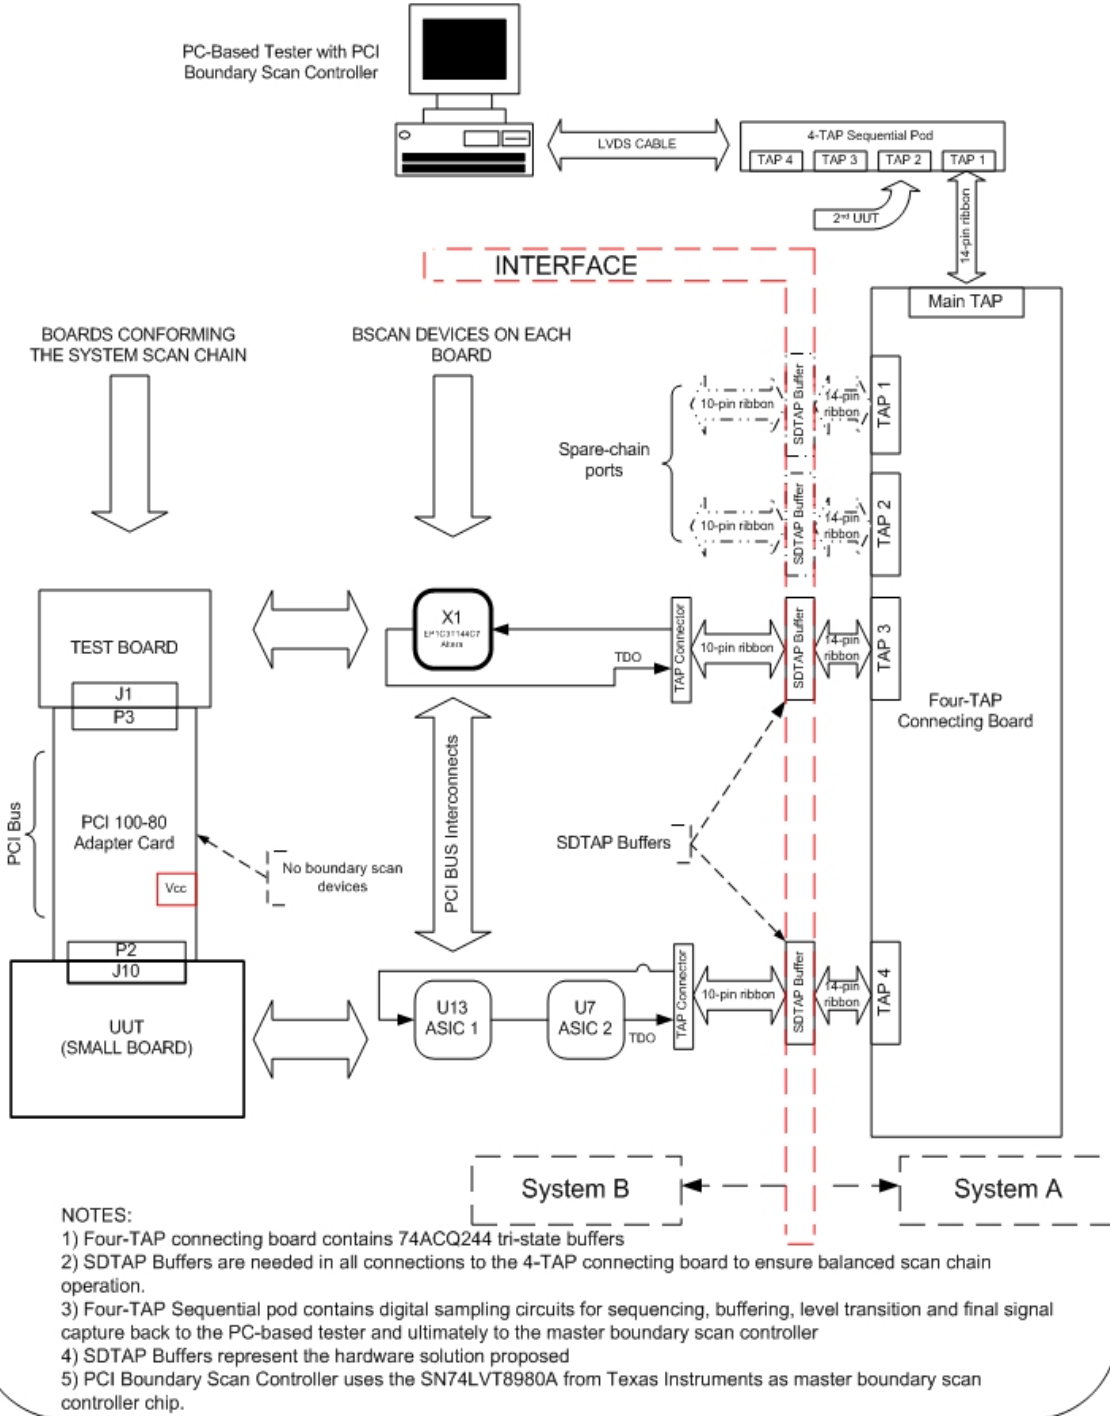 PC-Based Tester with PCI
Boundary Scan Controller
LVDS CABLE
4-TAP Sequential Pod
TAP 4
TAP 3
TAP 2
TAP 1
2nd UUT
14-pin ribbon
INTERFACE
Main TAP
BOARDS CONFORMING
THE SYSTEM SCAN CHAIN
BSCAN DEVICES ON EACH
BOARD
10-pin ribbon
SDTAP Buffer
14-pin
ribbon
TAP 1
Spare-chain
ports
10-pin ribbon
SDTAP Buffer
14-pin
ribbon
TAP 2
TEST BOARD
J1
P3
X1
EP1C3T144C7
Altera
TDO
TAP Connector
10-pin ribbon
SDTAP Buffer
14-pin
ribbon
TAP 3
Four-TAP
Connecting Board
PCI Bus
PCI 100-80
Adapter Card
Vcc
No boundary scan
devices
PCI BUS Interconnects
SDTAP Buffers
P2
J10
UUT
(SMALL BOARD)
U13
ASIC 1
U7
ASIC 2
TDO
TAP Connector
10-pin ribbon
SDTAP Buffer
14-pin
ribbon
TAP 4
System B
System A
NOTES:
1) Four-TAP connecting board contains 74ACQ244 tri-state buffers
2) SDTAP Buffers are needed in all connections to the 4-TAP connecting board to ensure balanced scan chain
operation.
3) Four-TAP Sequential pod contains digital sampling circuits for sequencing, buffering, level transition and final signal
capture back to the PC-based tester and ultimately to the master boundary scan controller
4) SDTAP Buffers represent the hardware solution proposed
5) PCI Boundary Scan Controller uses the SN74LVT8980A from Texas Instruments as master boundary scan
controller chip.